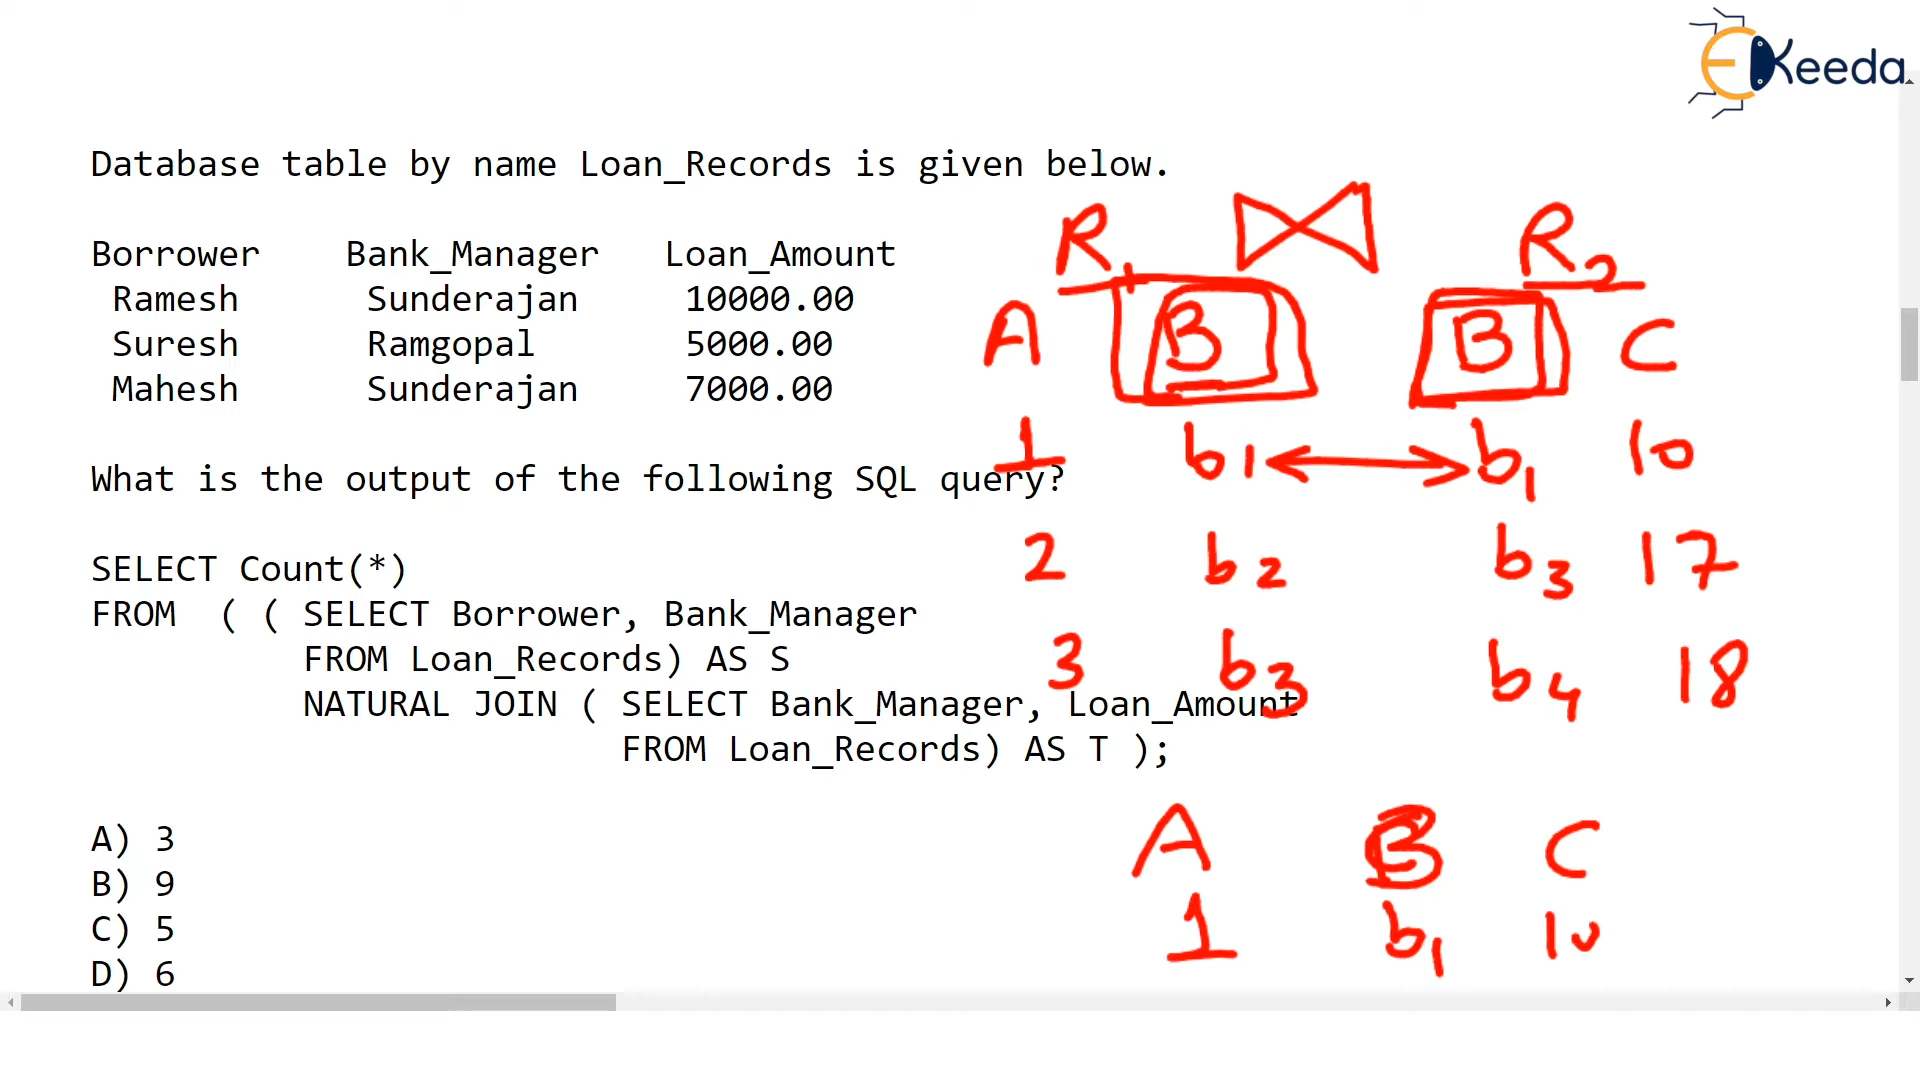 EKeeda
Database table by name Loan_Records is given below.
R1 R2
Borrower Bank_Manager Loan_Amount
Ramesh Sunderajan 10000.00
Suresh Ramgopal 5000.00
Mahesh Sunderajan 7000.00
A B B C
1 b1 b1 10
What is the output of the following SQL query?
2 b2 b3 17
SELECT Count(*)
FROM ( ( SELECT Borrower, Bank_Manager
FROM Loan_Records) AS S
3 b3 b4 18
NATURAL JOIN ( SELECT Bank_Manager, Loan_Amount
FROM Loan_Records) AS T );
A) 3
B) 9
C) 5
D) 6
A B C
1 b1 10